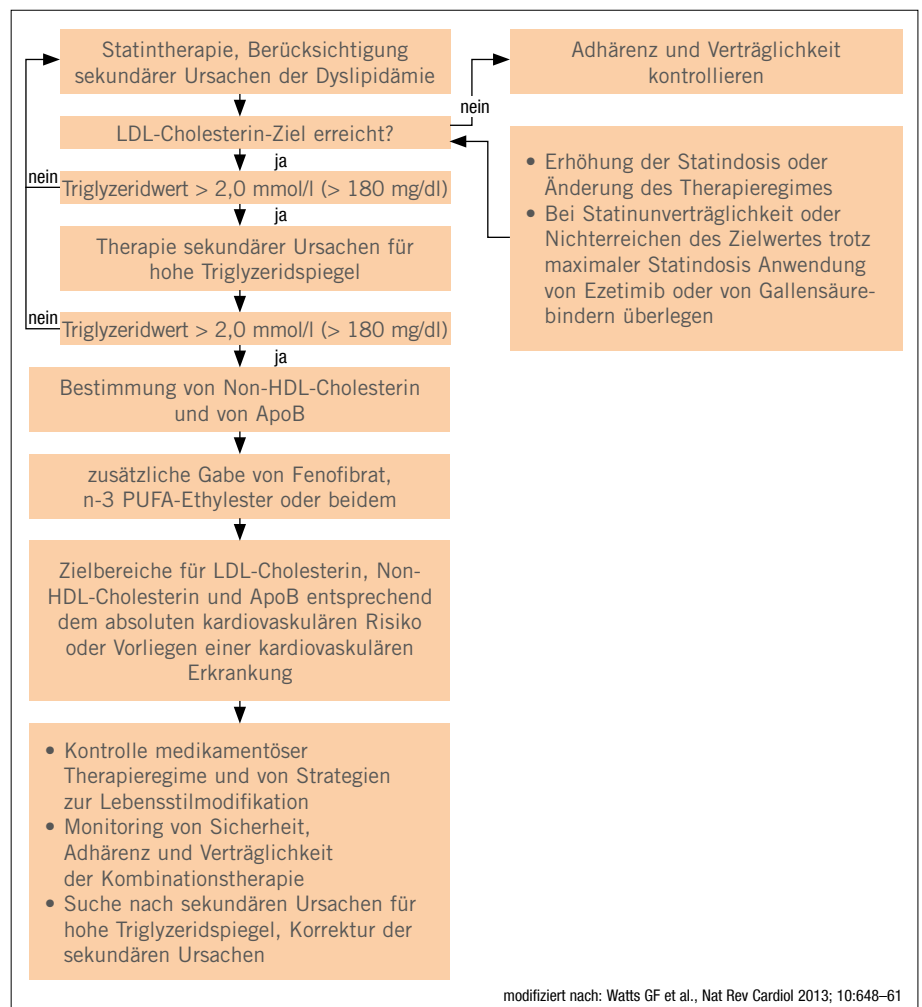 Statintherapie, Berücksichtigung
sekundärer Ursachen der Dyslipidämie
Adhärenz und Verträglichkeit
kontrollieren
nein
LDL-Cholesterin-Ziel erreicht?
ja
• Erhöhung der Statindosis oder
Änderung des Therapieregimes
• Bei Statinunverträglichkeit oder
Nichterreichen des Zielwertes trotz
maximaler Statindosis Anwendung
von Ezetimib oder von Gallensäure-
bindern überlegen
nein
Triglyzeridwert > 2,0 mmol/l (> 180 mg/dl)
ja
Therapie sekundärer Ursachen für
hohe Triglyzeridspiegel
nein
Triglyzeridwert > 2,0 mmol/l (> 180 mg/dl)
ja
Bestimmung von Non-HDL-Cholesterin
und von ApoB
zusätzliche Gabe von Fenofibrat,
n-3 PUFA-Ethylester oder beidem
Zielbereiche für LDL-Cholesterin, Non-
HDL-Cholesterin und ApoB entsprechend
dem absoluten kardiovaskulären Risiko
oder Vorliegen einer kardiovaskulären
Erkrankung
• Kontrolle medikamentöser
Therapieregime und von Strategien
zur Lebensstilmodifikation
• Monitoring von Sicherheit,
Adhärenz und Verträglichkeit
der Kombinationstherapie
• Suche nach sekundären Ursachen für
hohe Triglyzeridspiegel, Korrektur der
sekundären Ursachen
modifiziert nach: Watts GF et al., Nat Rev Cardiol 2013; 10:648–61